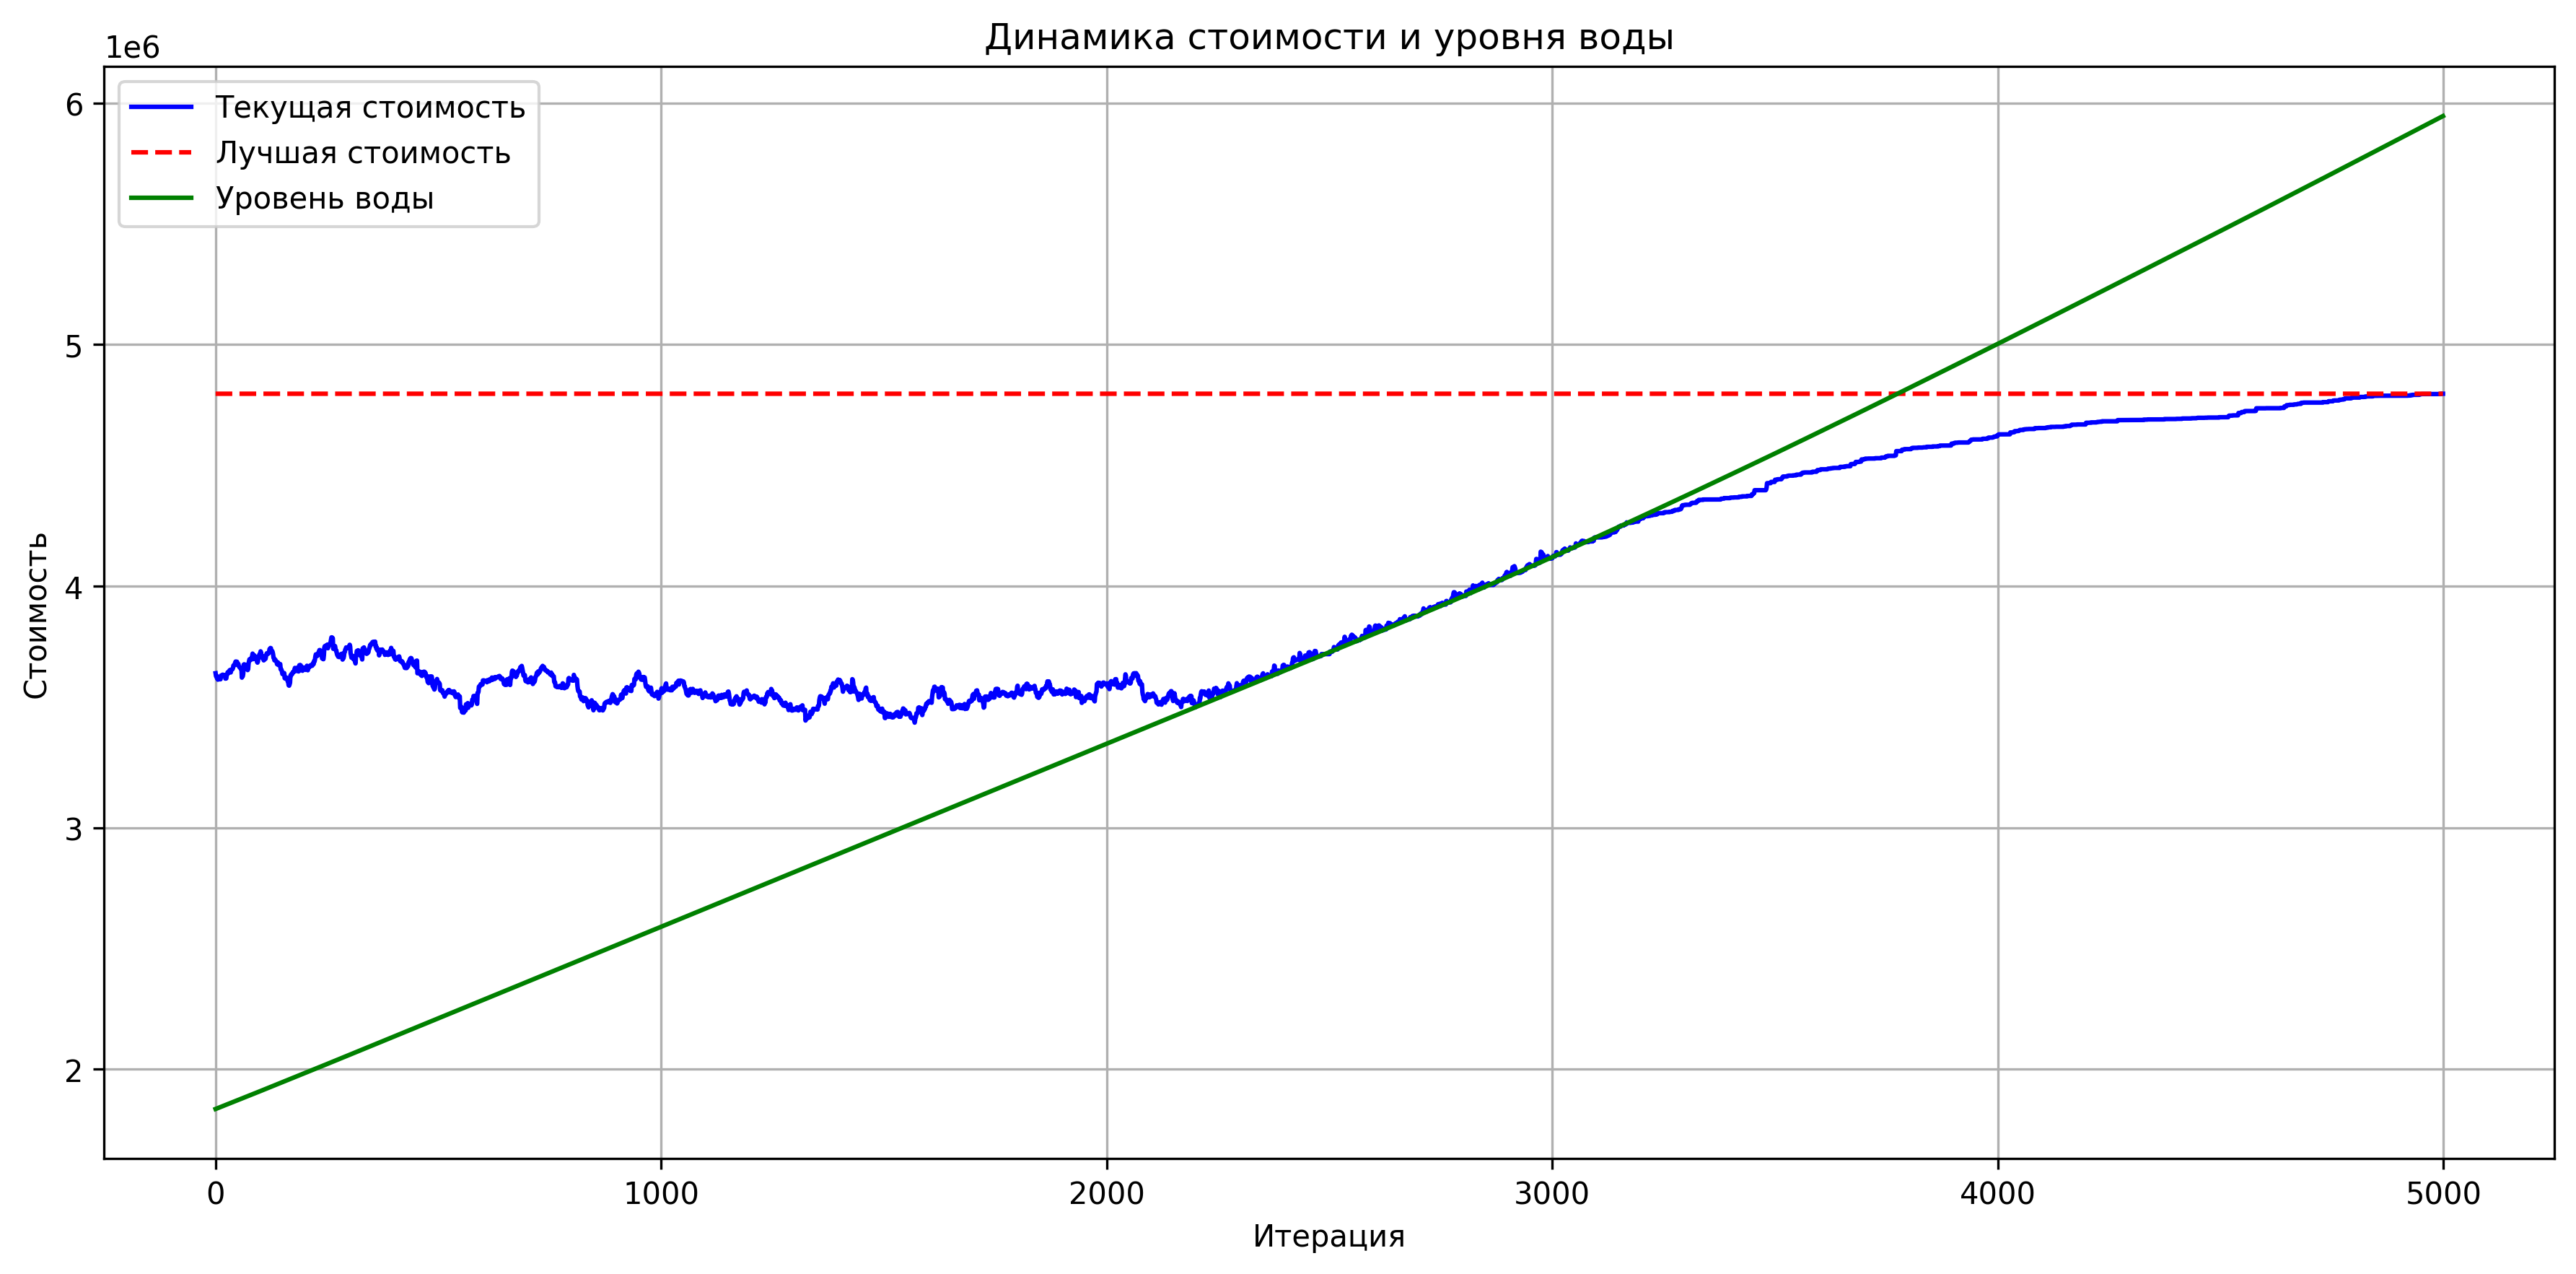 Динамика стоимости и уровня воды
1e6
Текущая стоимость
Лучшая стоимость
Уровень воды
6
5
4
3
2
Стоимость
0 1000 2000 3000 4000 5000
Итерация